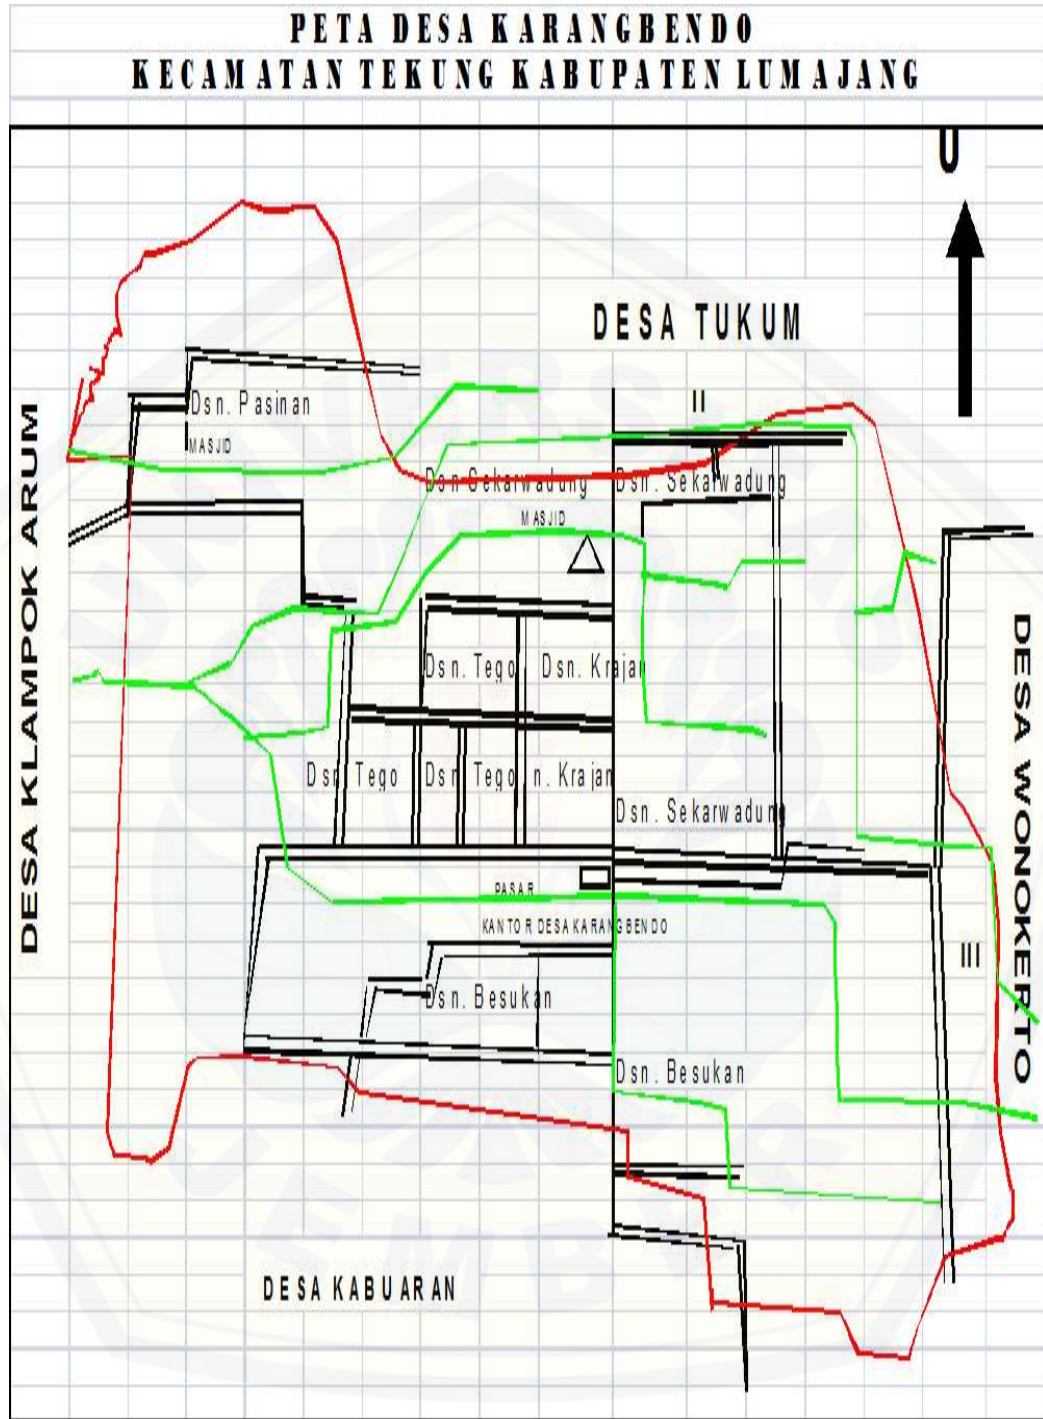 PETA DESA KARANGBENDO
KECAMATAN TEKUNG KABUPATEN LUMAJANG
U
DESA TUKUM
II
Dsn. Pasinan
MASJID
DESA KLAMPOK ARUM
Dsn Sekarwadung
Dsn. Sekarwadung
MASJID
DESA WONOKERTO
Dsn. Tego
Dsn. Krajan
Dsn. Tego
Dsn. Tego
n. Krajan
Dsn. Sekarwadung
PASAR
KANTOR DESA KARANGBENDO
III
Dsn. Besukan
Dsn. Besukan
DESA KABUARAN
UNIVERSITAS
JEMBER